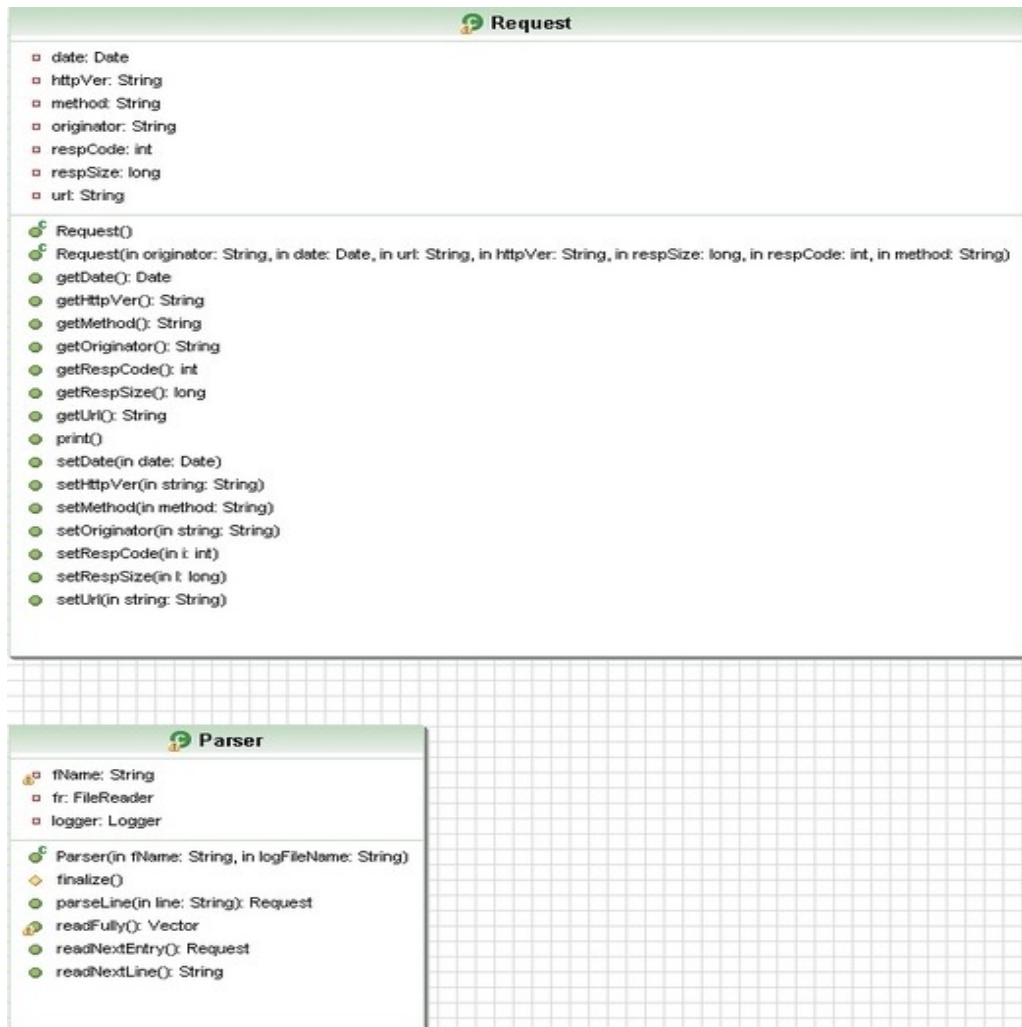 Request
date: Date
httpVer: String
method: String
originator: String
respCode: int
respSize: long
url: String
Request()
Request(in originator: String, in date: Date, in url: String, in httpVer: String, in respSize: long, in respCode: int, in method: String)
getDate(): Date
getHttpVer(): String
getMethod(): String
getOriginator(): String
getRespCode(): int
getRespSize(): long
getUrl(): String
print()
setDate(in date: Date)
setHttpVer(in string: String)
setMethod(in method: String)
setOriginator(in string: String)
setRespCode(in i: int)
setRespSize(in l: long)
setUrl(in string: String)
Parser
fName: String
fr: FileReader
logger: Logger
Parser(in fName: String, in logFileName: String)
finalize()
parseLine(in line: String): Request
readFully(): Vector
readNextEntry(): Request
readNextLine(): String